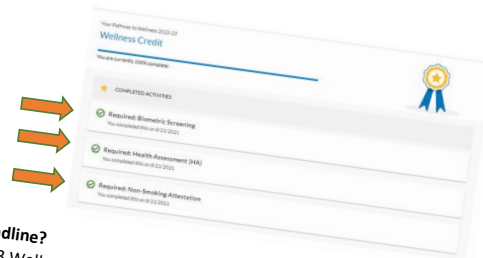 Your Pathway to Wellness 2022-23
Wellness Credit
You are currently 100% complete:
COMPLETED ACTIVITIES
Required: Biometric Screening
You completed this on 8/21/2021
Required: Health Assessment (HA)
You completed this on 8/21/2021
Required: Non-Smoking Attestation
You completed this on 8/21/2021
dline?